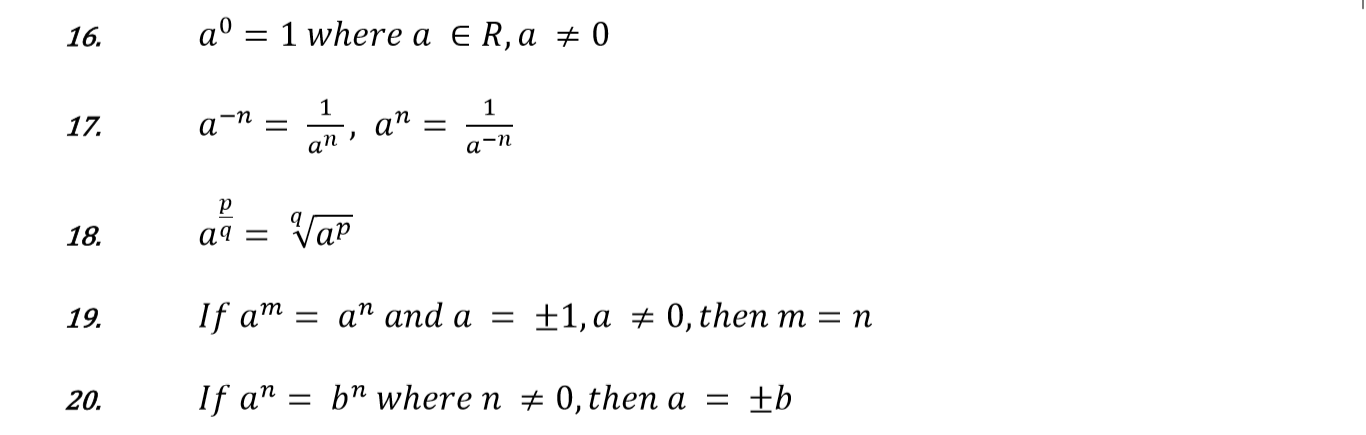 16. a⁰ = 1 where a ∈ R, a ≠ 0
17. a⁻ⁿ = 1/aⁿ, aⁿ = 1/a⁻ⁿ
18. a^(p/q) = ᑫ√(aᵖ)
19. If aᵐ = aⁿ and a = ±1, a ≠ 0, then m = n
20. If aⁿ = bⁿ where n ≠ 0, then a = ±b